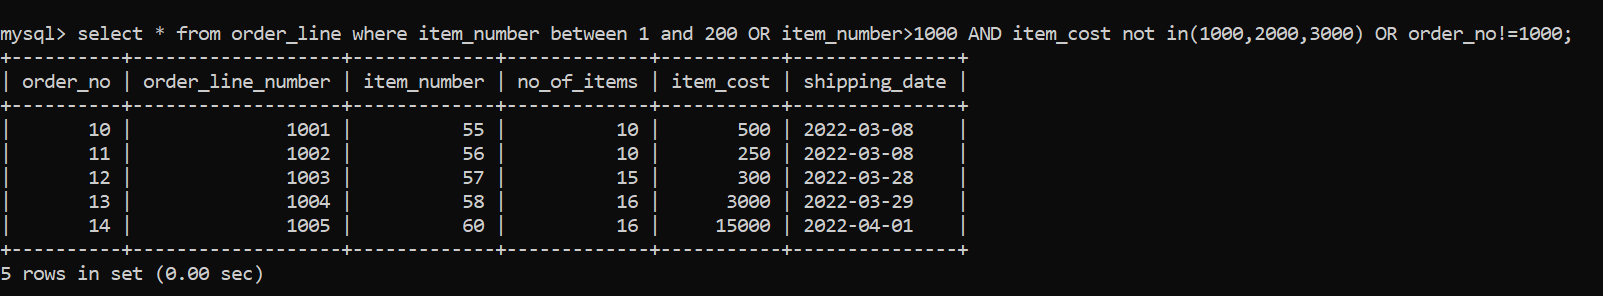 mysql> select * from order_line where item_number between 1 and 200 OR item_number>1000 AND item_cost not in(1000,2000,3000) OR order_no!=1000;
+----------+-------------------+-------------+-------------+-----------+---------------+
| order_no | order_line_number | item_number | no_of_items | item_cost | shipping_date |
+----------+-------------------+-------------+-------------+-----------+---------------+
|       10 |              1001 |          55 |          10 |       500 | 2022-03-08    |
|       11 |              1002 |          56 |          10 |       250 | 2022-03-08    |
|       12 |              1003 |          57 |          15 |       300 | 2022-03-28    |
|       13 |              1004 |          58 |          16 |      3000 | 2022-03-29    |
|       14 |              1005 |          60 |          16 |     15000 | 2022-04-01    |
+----------+-------------------+-------------+-------------+-----------+---------------+
5 rows in set (0.00 sec)